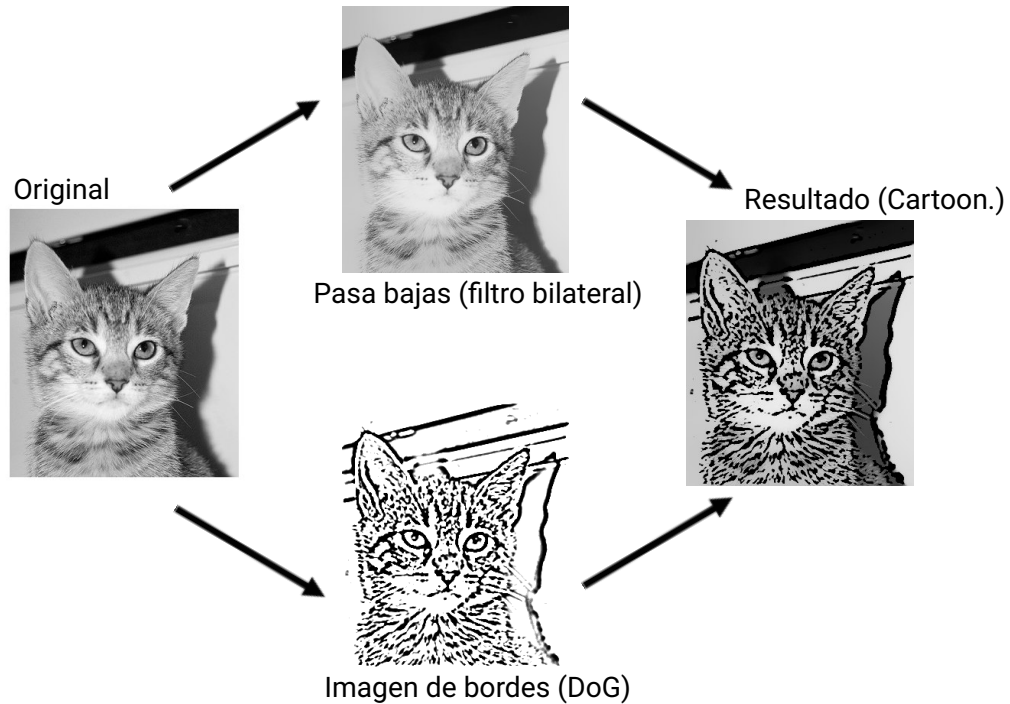 Original
Pasa bajas (filtro bilateral)
Resultado (Cartoon.)
Imagen de bordes (DoG)